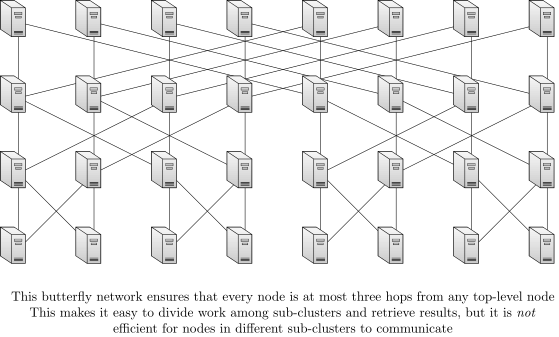 This butterfly network ensures that every node is at most three hops from any top-level node
This makes it easy to divide work among sub-clusters and retrieve results, but it is not
efficient for nodes in different sub-clusters to communicate